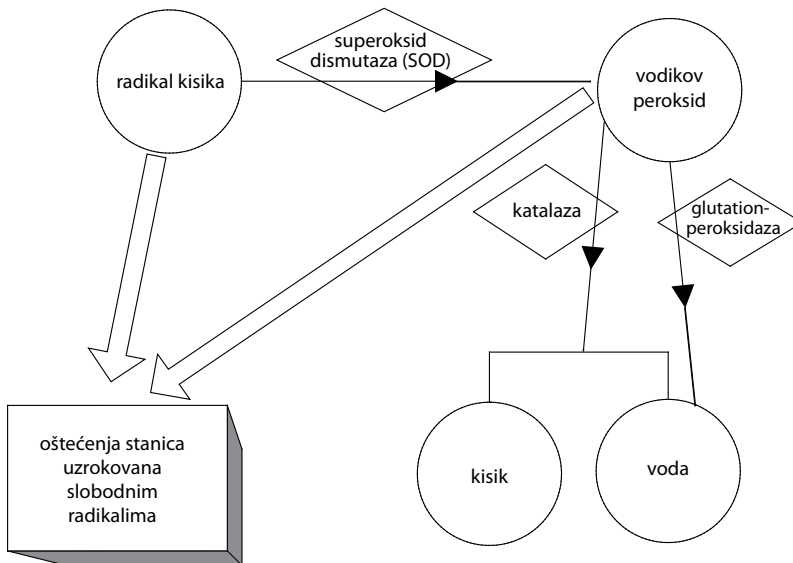 radikal kisika
superoksid
dismutaza (SOD)
vodikov
peroksid
katalaza
glutation-
peroksidaza
oštećenja stanica
uzrokovana
slobodnim
radikalima
kisik
voda